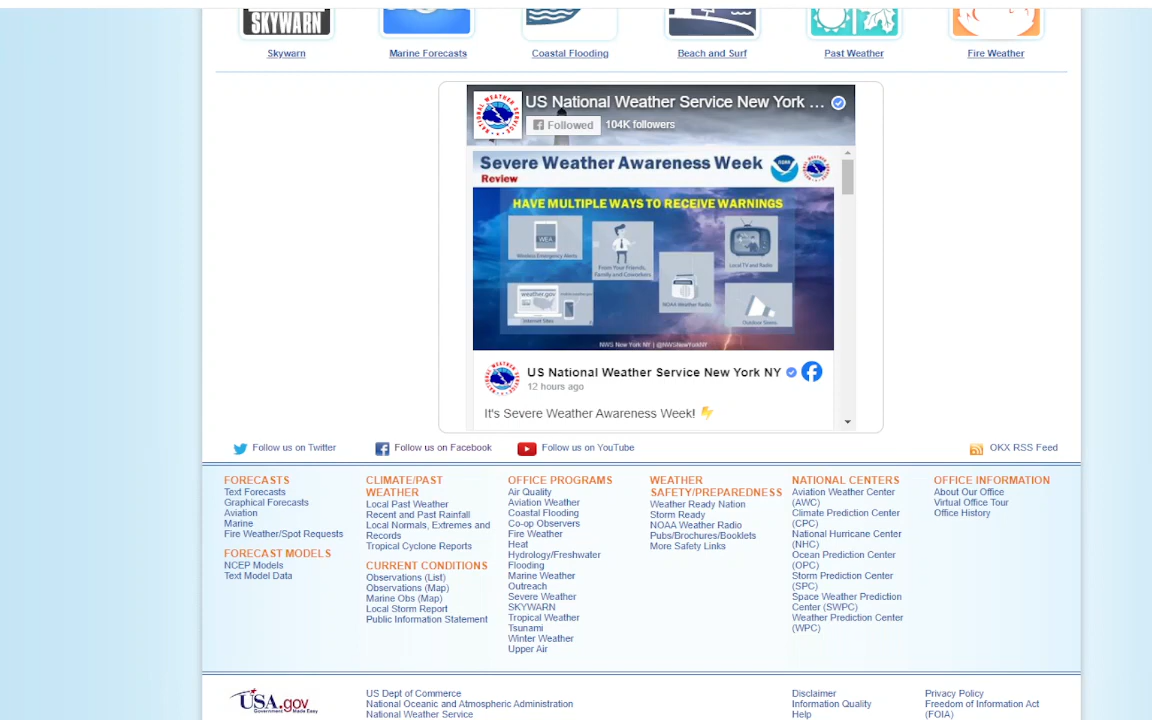 SKYWARN
Skywarn
Marine Forecasts
Coastal Flooding
Beach and Surf
Past Weather
Fire Weather
US National Weather Service New York ...
Followed
104K followers
Severe Weather Awareness Week
Review
HAVE MULTIPLE WAYS TO RECEIVE WARNINGS
WEA
Wireless Emergency Alerts
From Your Friends,
Family and Coworkers
Local TV and Radio
NOAA Weather Radio
weather.gov
Internet Sites
Outdoor Sirens
NWS New York NY | @NWSNewYorkNY
US National Weather Service New York NY
12 hours ago
It's Severe Weather Awareness Week!
Follow us on Twitter
Follow us on Facebook
Follow us on YouTube
OKX RSS Feed
FORECASTS
Text Forecasts
Graphical Forecasts
Aviation
Marine
Fire Weather/Spot Requests
FORECAST MODELS
NCEP Models
Text Model Data
CLIMATE/PAST
WEATHER
Local Past Weather
Recent and Past Rainfall
Local Normals, Extremes and
Records
Tropical Cyclone Reports
CURRENT CONDITIONS
Observations (List)
Observations (Map)
Marine Obs (Map)
Local Storm Report
Public Information Statement
OFFICE PROGRAMS
Air Quality
Aviation Weather
Coastal Flooding
Co-op Observers
Fire Weather
Heat
Hydrology/Freshwater
Flooding
Marine Weather
Outreach
Severe Weather
SKYWARN
Tropical Weather
Tsunami
Winter Weather
Upper Air
WEATHER
SAFETY/PREPAREDNESS
Weather Ready Nation
Storm Ready
NOAA Weather Radio
Pubs/Brochures/Booklets
More Safety Links
NATIONAL CENTERS
Aviation Weather Center
(AWC)
Climate Prediction Center
(CPC)
National Hurricane Center
(NHC)
Ocean Prediction Center
(OPC)
Storm Prediction Center
(SPC)
Space Weather Prediction
Center (SWPC)
Weather Prediction Center
(WPC)
OFFICE INFORMATION
About Our Office
Virtual Office Tour
Office History
USA.gov
Government Made Easy
US Dept of Commerce
National Oceanic and Atmospheric Administration
National Weather Service
Disclaimer
Information Quality
Help
Privacy Policy
Freedom of Information Act
(FOIA)